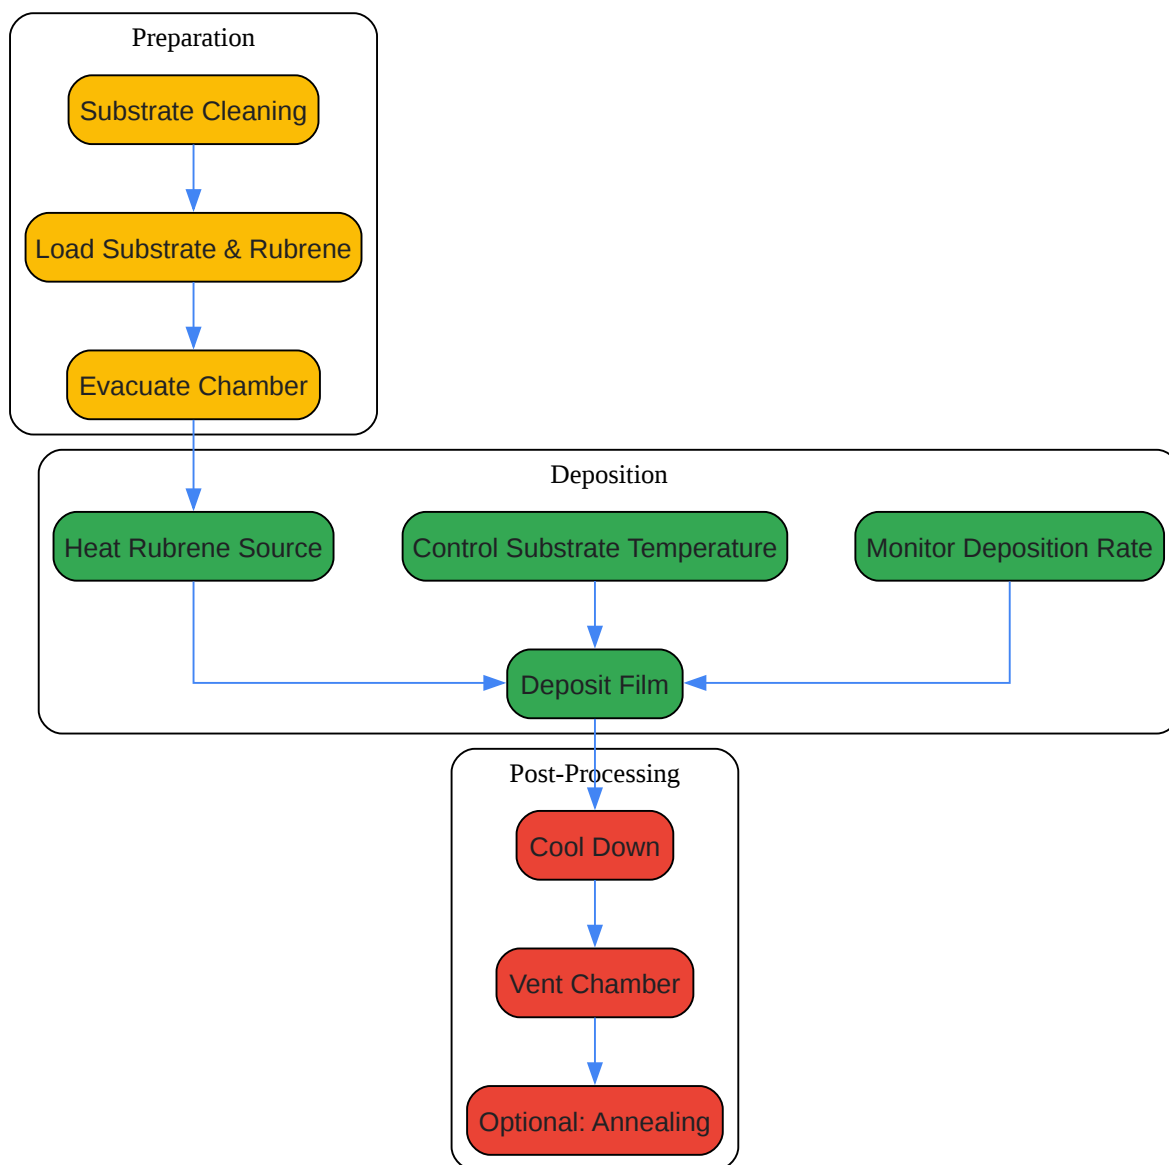 Preparation
Substrate Cleaning
Load Substrate & Rubrene
Evacuate Chamber
Deposition
Heat Rubrene Source
Control Substrate Temperature
Monitor Deposition Rate
Deposit Film
Post-Processing
Cool Down
Vent Chamber
Optional: Annealing